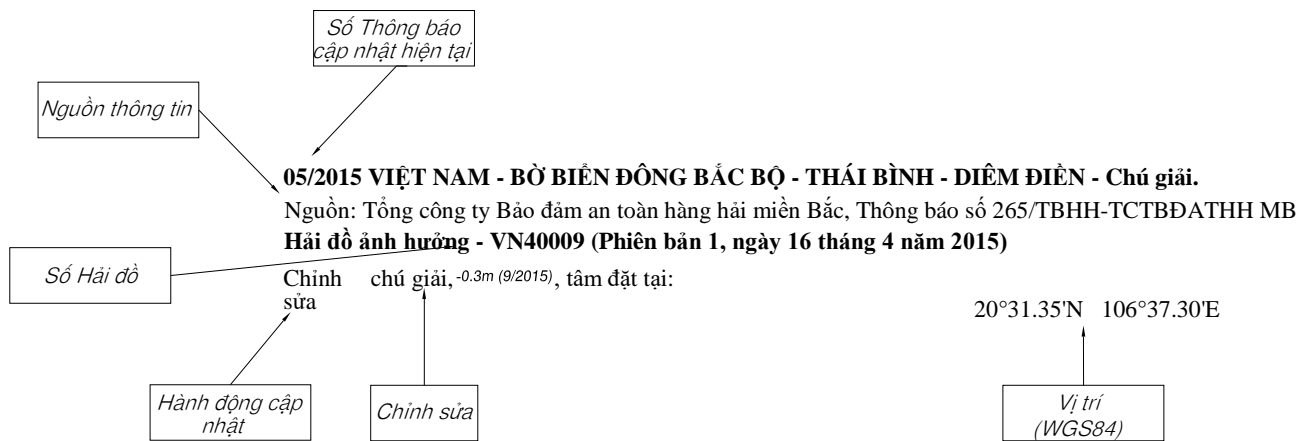 Số Thông báo
cập nhật hiện tại
Nguồn thông tin
05/2015 VIỆT NAM - BỜ BIỂN ĐÔNG BẮC BỘ - THÁI BÌNH - DIÊM ĐIỀN - Chú giải.
Nguồn: Tổng công ty Bảo đảm an toàn hàng hải miền Bắc, Thông báo số 265/TBHH-TCTBĐATHH MB
Hải đồ ảnh hưởng - VN40009 (Phiên bản 1, ngày 16 tháng 4 năm 2015)
Số Hải đồ
Chỉnh chú giải, -0.3m (9/2015), tâm đặt tại:
sửa
20°31.35'N 106°37.30'E
Hành động cập
nhật
Chỉnh sửa
Vị trí
(WGS84)